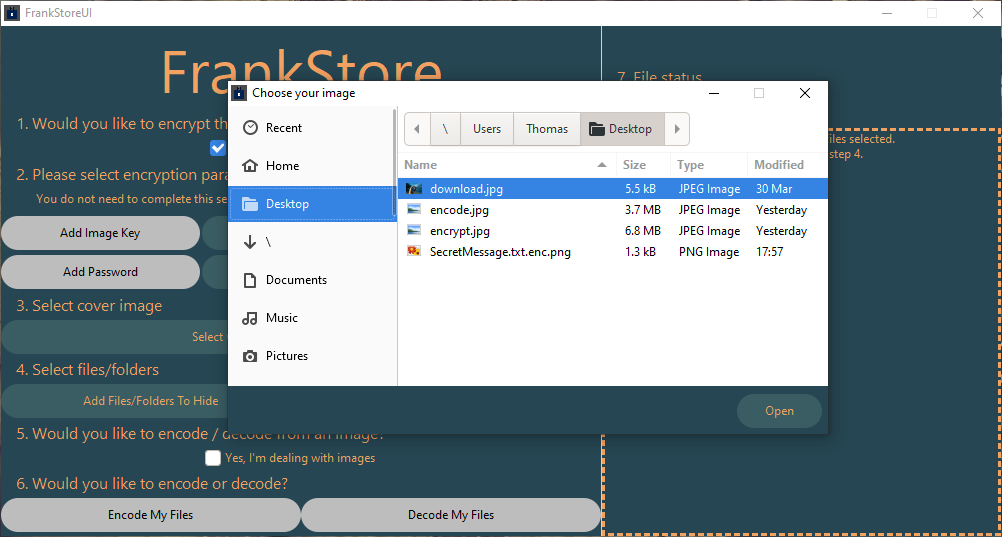 FrankStoreUI
FrankStore
1. Would you like to encrypt th
2. Please select encryption para
You do not need to complete this se
Add Image Key
Add Password
3. Select cover image
Select
4. Select files/folders
Add Files/Folders To Hide
5. Would you like to encode / decode from an image?
Yes, I'm dealing with images
6. Would you like to encode or decode?
Encode My Files
Decode My Files
Choose your image
Recent
Home
Desktop
\
Documents
Music
Pictures
\ Users Thomas Desktop
Name Size Type Modified
download.jpg 5.5 kB JPEG Image 30 Mar
encode.jpg 3.7 MB JPEG Image Yesterday
encrypt.jpg 6.8 MB JPEG Image Yesterday
SecretMessage.txt.enc.png 1.3 kB PNG Image 17:57
Open
7. File status
files selected.
step 4.